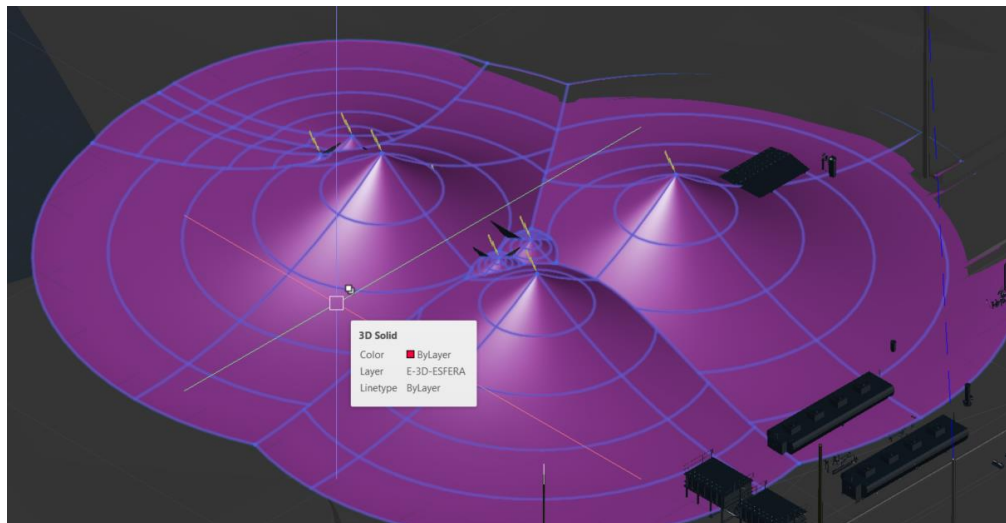 3D Solid
Color ByLayer
Layer E-3D-ESFERA
Linetype ByLayer